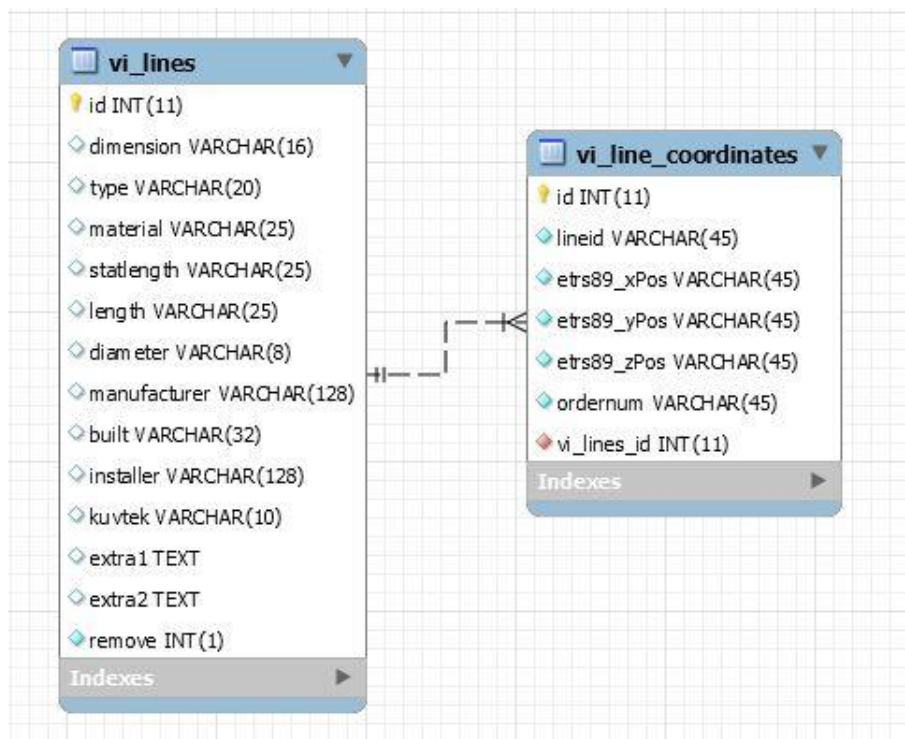 vi_lines
id INT(11)
dimension VARCHAR(16)
type VARCHAR(20)
material VARCHAR(25)
statlength VARCHAR(25)
length VARCHAR(25)
diameter VARCHAR(8)
manufacturer VARCHAR(128)
built VARCHAR(32)
installer VARCHAR(128)
kuvtek VARCHAR(10)
extra1 TEXT
extra2 TEXT
remove INT(1)
Indexes
vi_line_coordinates
id INT(11)
lineid VARCHAR(45)
etrs89_xPos VARCHAR(45)
etrs89_yPos VARCHAR(45)
etrs89_zPos VARCHAR(45)
ordernum VARCHAR(45)
vi_lines_id INT(11)
Indexes